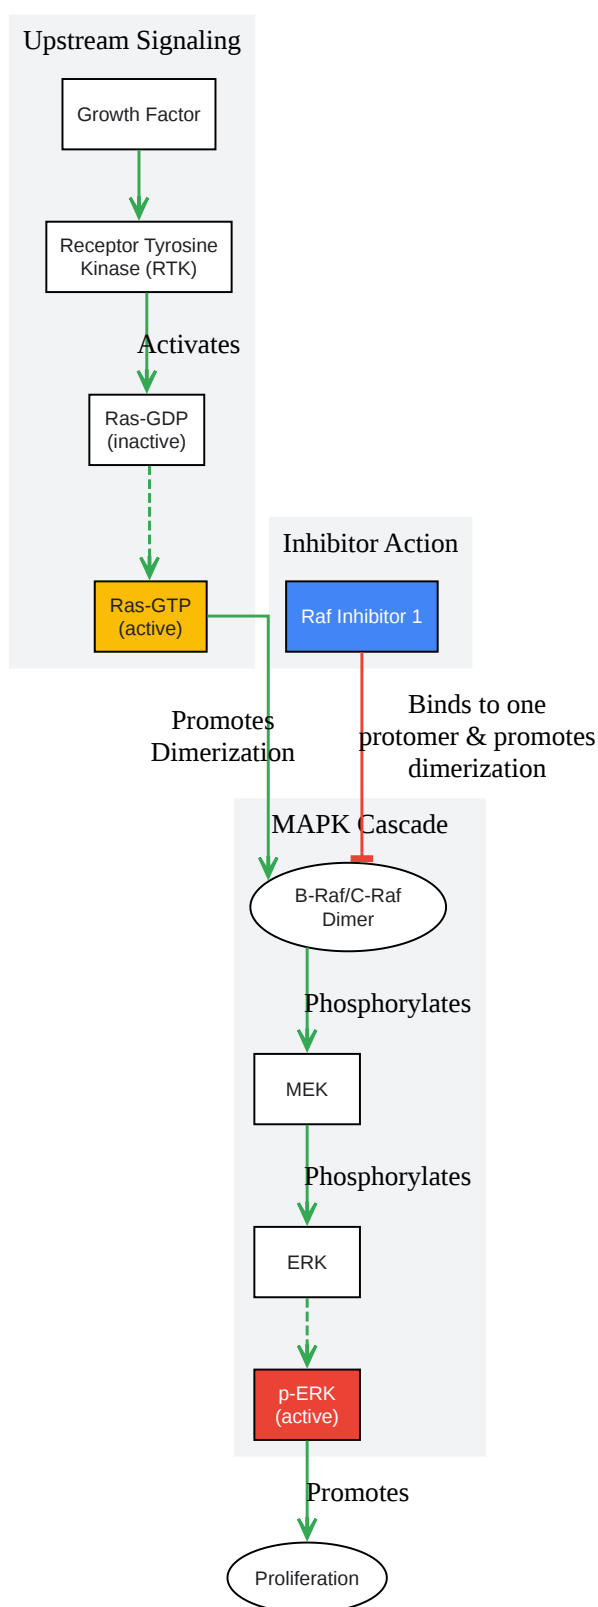 Upstream Signaling
Growth Factor
Receptor Tyrosine
Kinase (RTK)
Activates
Ras-GDP
(inactive)
Inhibitor Action
Ras-GTP
(active)
Raf Inhibitor 1
Promotes
Dimerization
Binds to one
protomer & promotes
dimerization
MAPK Cascade
B-Raf/C-Raf
Dimer
Phosphorylates
MEK
Phosphorylates
ERK
p-ERK
(active)
Promotes
Proliferation